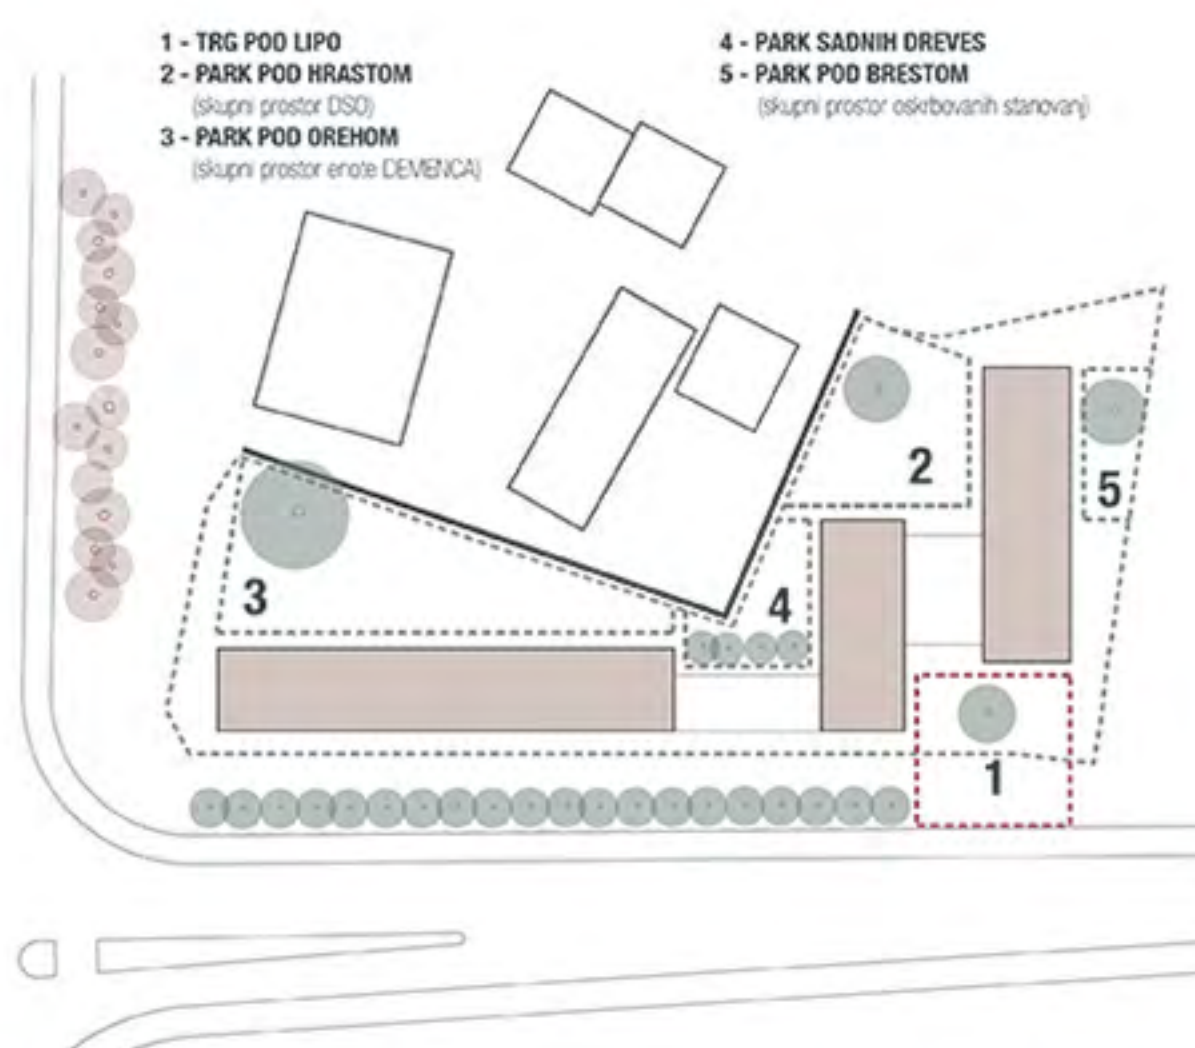 1 - TRG POD LIPO
2 - PARK POD HRASTOM
(skupni prostor DSO)
3 - PARK POD OREHOM
(skupni prostor enote DEMENCA)
4 - PARK SADNIH DREVES
5 - PARK POD BRESTOM
(skupni prostor oskrbovanih stanovanj)
2
5
3
4
1